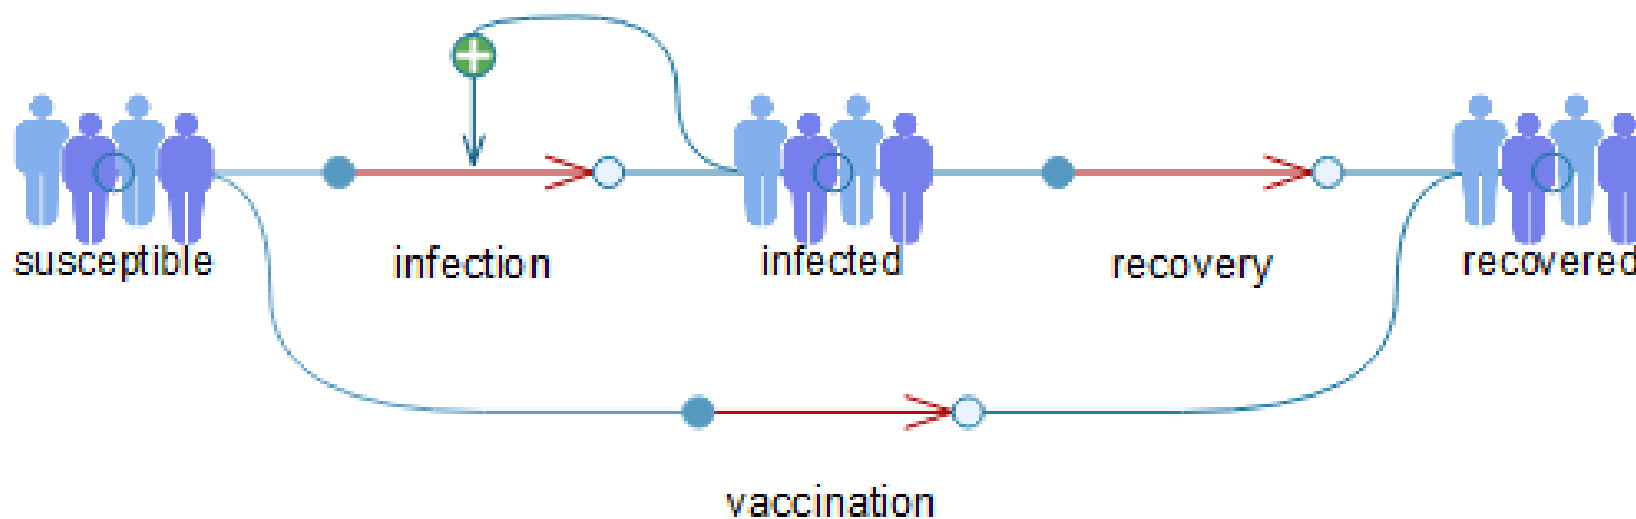 susceptible
infection
infected
recovery
recovered
vaccination